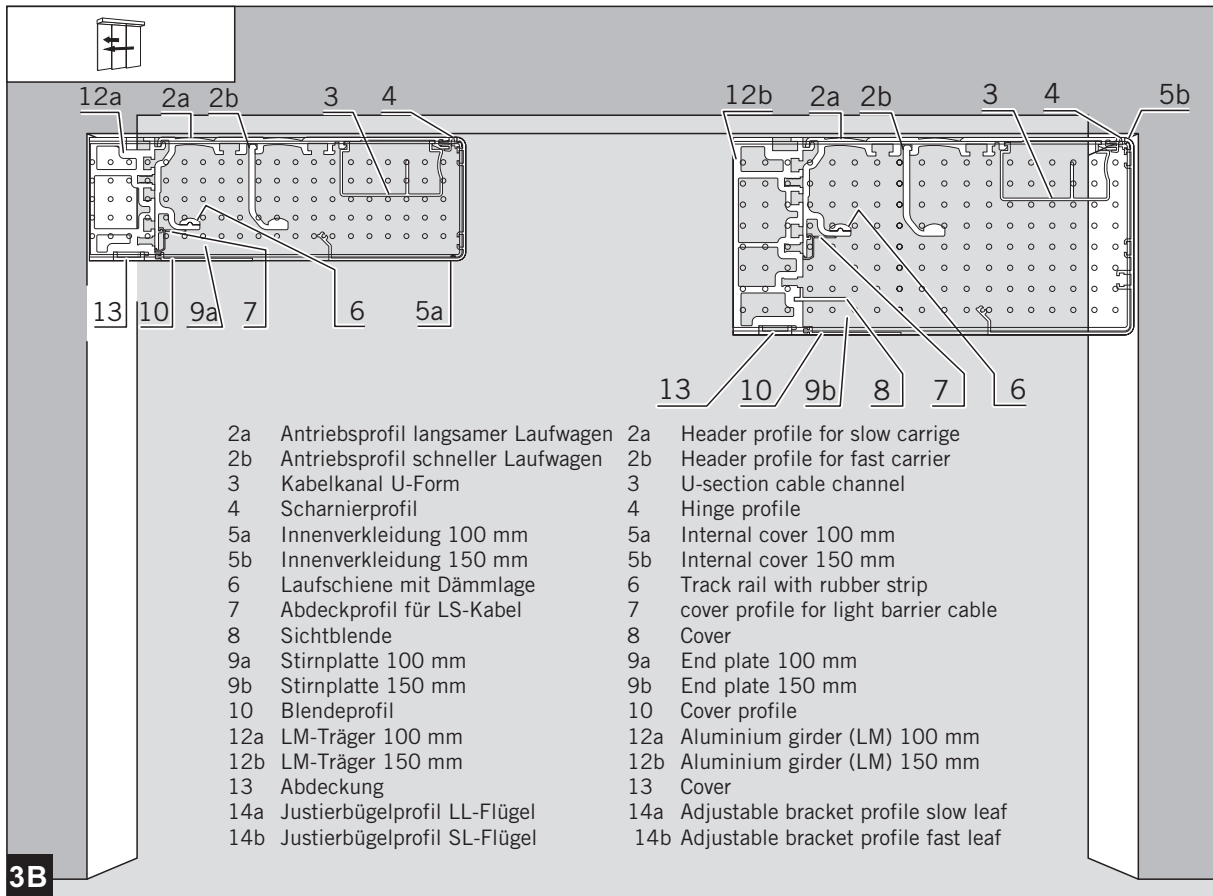 12a 2a 2b 3 4
12b 2a 2b 3 4 5b
13 10 9a 7 6 5a
13 10 9b 8 7 6
2a Antriebsprofil langsamer Laufwagen
2b Antriebsprofil schneller Laufwagen
3 Kabelkanal U-Form
4 Scharnierprofil
5a Innenverkleidung 100 mm
5b Innenverkleidung 150 mm
6 Laufschiene mit Dämmlage
7 Abdeckprofil für LS-Kabel
8 Sichtblende
9a Stirnplatte 100 mm
9b Stirnplatte 150 mm
10 Blendeprofil
12a LM-Träger 100 mm
12b LM-Träger 150 mm
13 Abdeckung
14a Justierbügelprofil LL-Flügel
14b Justierbügelprofil SL-Flügel
2a Header profile for slow carrige
2b Header profile for fast carrier
3 U-section cable channel
4 Hinge profile
5a Internal cover 100 mm
5b Internal cover 150 mm
6 Track rail with rubber strip
7 cover profile for light barrier cable
8 Cover
9a End plate 100 mm
9b End plate 150 mm
10 Cover profile
12a Aluminium girder (LM) 100 mm
12b Aluminium girder (LM) 150 mm
13 Cover
14a Adjustable bracket profile slow leaf
14b Adjustable bracket profile fast leaf
3B